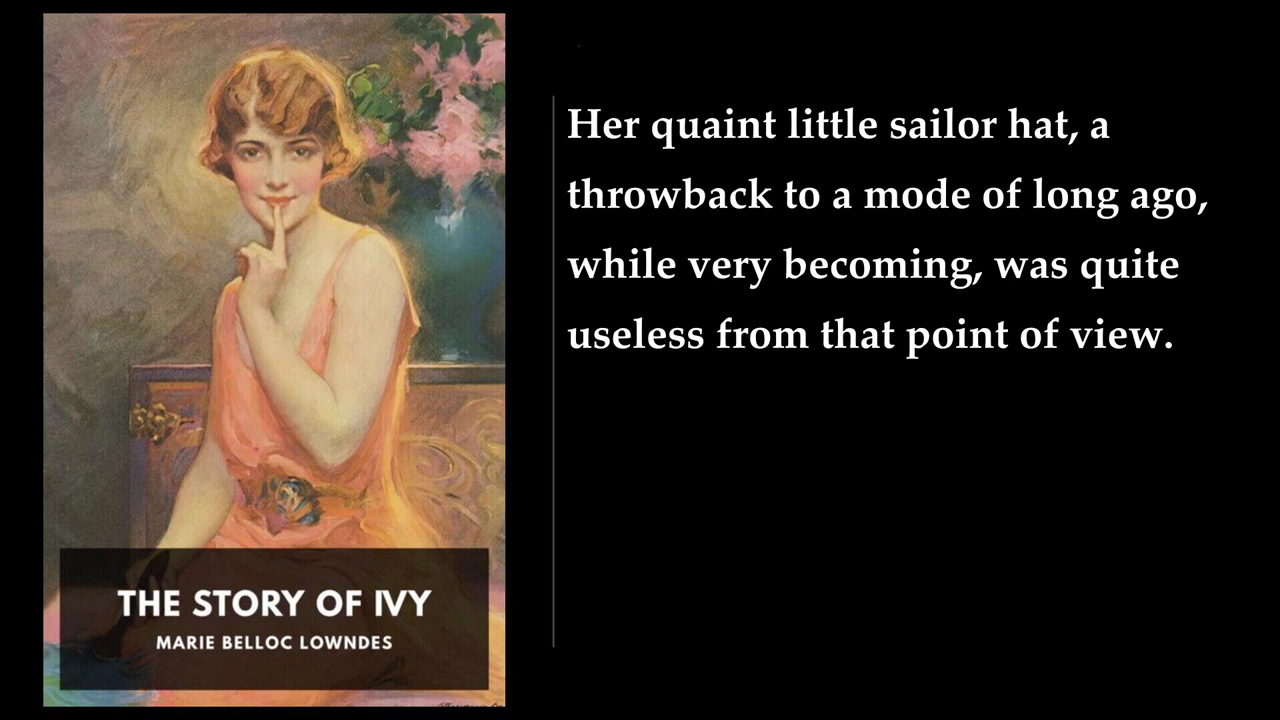 Her quaint little sailor hat, a
throwback to a mode of long ago,
while very becoming, was quite
useless from that point of view.
THE STORY OF IVY
MARIE BELLOC LOWNDES